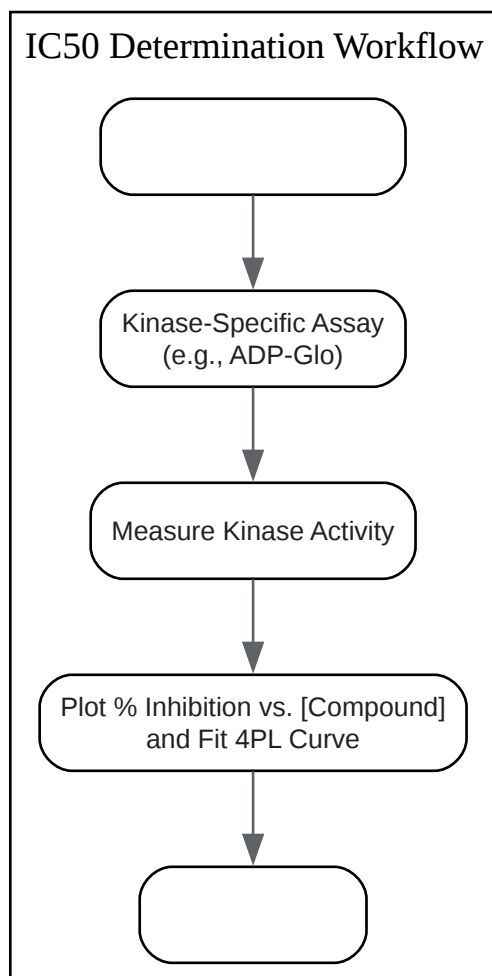 IC50 Determination Workflow
Kinase-Specific Assay
(e.g., ADP-Glo)
Measure Kinase Activity
Plot % Inhibition vs. [Compound]
and Fit 4PL Curve